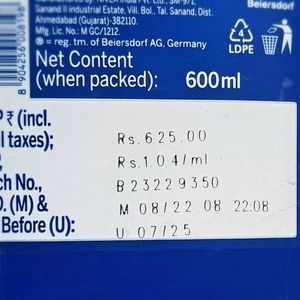 Sanand II Industrial Estate, Vill. Bol, Tal. Sanand, Dist.
Ahmedabad (Gujarat)-382110.
Mfg. Lic. No.: M GC/1212.
® = reg. tm. of Beiersdorf AG, Germany
Beiersdorf
4
LDPE
Net Content
(when packed): 600ml
P ₹ (incl.
l taxes); Rs.625.00
Rs.1.04/ml
ch No., B 23229350
D. (M) & M 08/22 08 22:08
Before (U): U 07/25